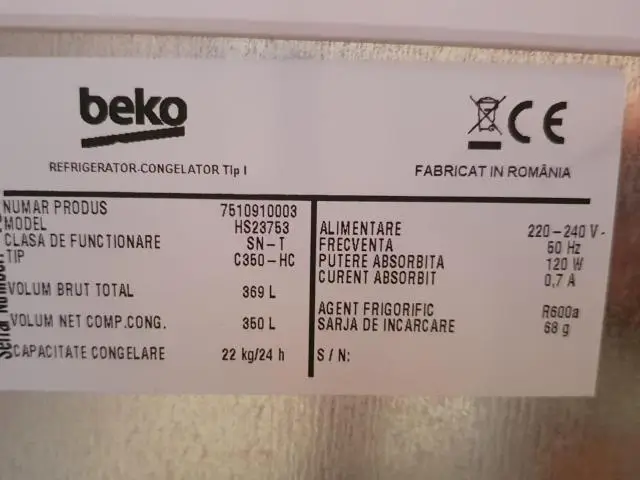 beko
CE
REFRIGERATOR-CONGELATOR Tip I
FABRICAT IN ROMÂNIA
NUMAR PRODUS 7510910003
MODEL HS23753
CLASA DE FUNCTIONARE SN-T
TIP C350-HC
VOLUM BRUT TOTAL 369 L
VOLUM NET COMP.CONG. 350 L
CAPACITATE CONGELARE 22 kg/24 h
ALIMENTARE 220-240 V-
FRECVENTA 50 Hz
PUTERE ABSORBITA 120 W
CURENT ABSORBIT 0,7 A
AGENT FRIGORIFIC R600a
SARJA DE INCARCARE 68 g
S/N: